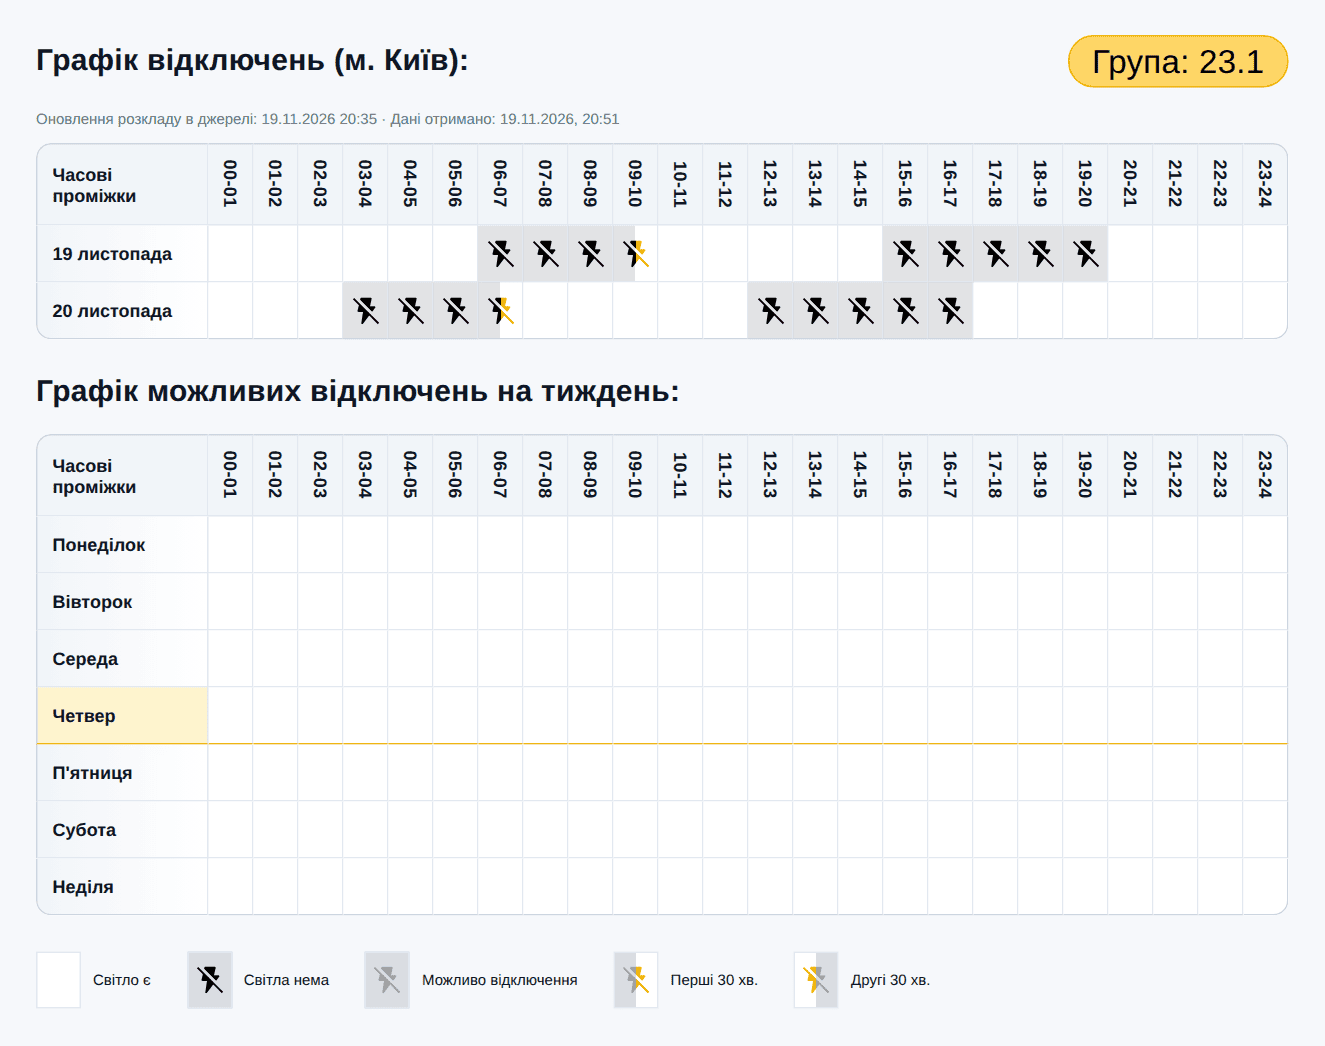 Графік відключень (м. Київ):
Група: 23.1
Оновлення розкладу в джерелі: 19.11.2026 20:35 · Дані отримано: 19.11.2026, 20:51
Часові проміжки 00-01 01-02 02-03 03-04 04-05 05-06 06-07 07-08 08-09 09-10 10-11 11-12 12-13 13-14 14-15 15-16 16-17 17-18 18-19 19-20 20-21 21-22 22-23 23-24
19 листопада
20 листопада
Графік можливих відключень на тиждень:
Часові проміжки 00-01 01-02 02-03 03-04 04-05 05-06 06-07 07-08 08-09 09-10 10-11 11-12 12-13 13-14 14-15 15-16 16-17 17-18 18-19 19-20 20-21 21-22 22-23 23-24
Понеділок
Вівторок
Середа
Четвер
П'ятниця
Субота
Неділя
Світло є Світла нема Можливо відключення Перші 30 хв. Другі 30 хв.